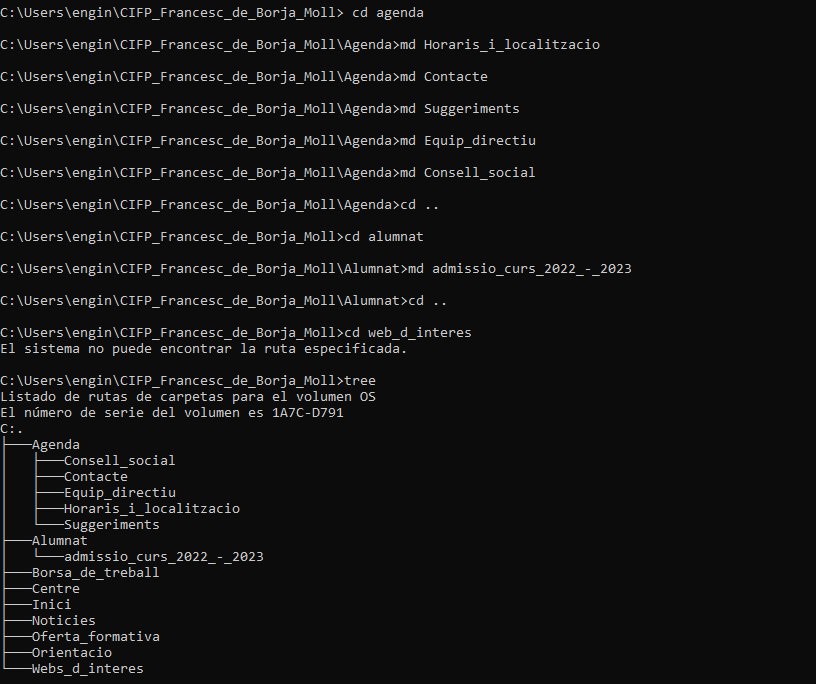 C:\Users\engin\CIFP_Francesc_de_Borja_Moll> cd agenda
C:\Users\engin\CIFP_Francesc_de_Borja_Moll\Agenda>md Horaris_i_localitzacio
C:\Users\engin\CIFP_Francesc_de_Borja_Moll\Agenda>md Contacte
C:\Users\engin\CIFP_Francesc_de_Borja_Moll\Agenda>md Suggeriments
C:\Users\engin\CIFP_Francesc_de_Borja_Moll\Agenda>md Equip_directiu
C:\Users\engin\CIFP_Francesc_de_Borja_Moll\Agenda>md Consell_social
C:\Users\engin\CIFP_Francesc_de_Borja_Moll\Agenda>cd ..
C:\Users\engin\CIFP_Francesc_de_Borja_Moll>cd alumnat
C:\Users\engin\CIFP_Francesc_de_Borja_Moll\Alumnat>md admissio_curs_2022_-_2023
C:\Users\engin\CIFP_Francesc_de_Borja_Moll\Alumnat>cd ..
C:\Users\engin\CIFP_Francesc_de_Borja_Moll>cd web_d_interes
El sistema no puede encontrar la ruta especificada.
C:\Users\engin\CIFP_Francesc_de_Borja_Moll>tree
Listado de rutas de carpetas para el volumen OS
El número de serie del volumen es 1A7C-D791
C:.
├───Agenda
│   ├───Consell_social
│   ├───Contacte
│   ├───Equip_directiu
│   ├───Horaris_i_localitzacio
│   └───Suggeriments
├───Alumnat
│   └───admissio_curs_2022_-_2023
├───Borsa_de_treball
├───Centre
├───Inici
├───Noticies
├───Oferta_formativa
├───Orientacio
└───Webs_d_interes